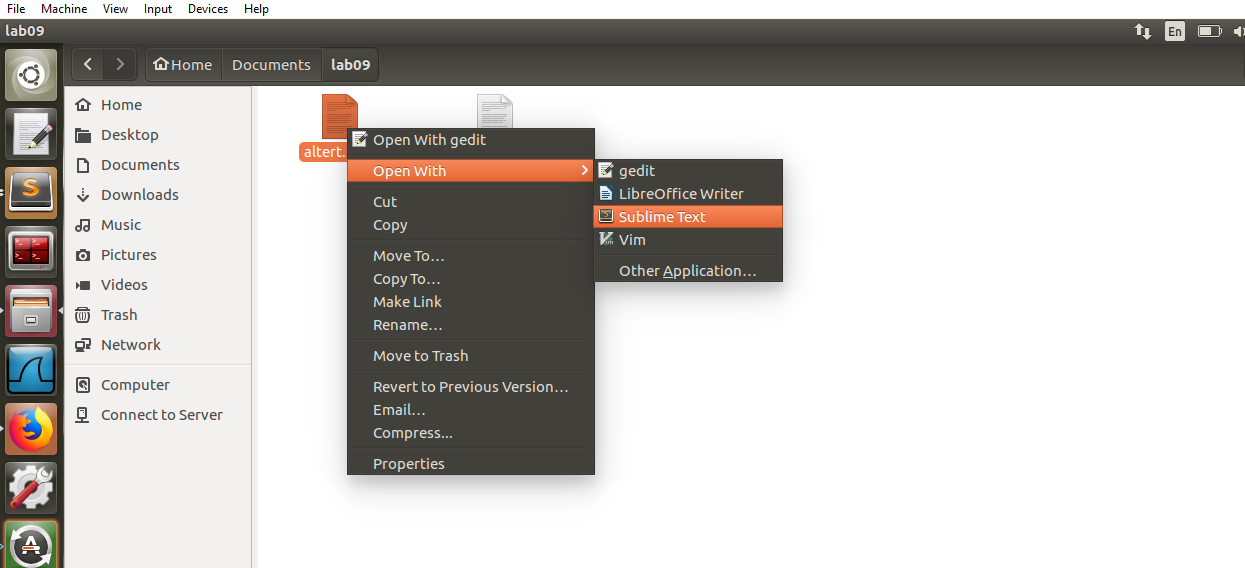 File Machine View Input Devices Help
lab09
En
Home Documents lab09
Home
Desktop
Documents
Downloads
Music
Pictures
Videos
Trash
Network
Computer
Connect to Server
altert.
Open With gedit
Open With
Cut
Copy
Move To...
Copy To...
Make Link
Rename...
Move to Trash
Revert to Previous Version...
Email...
Compress...
Properties
gedit
LibreOffice Writer
Sublime Text
Vim
Other Application...